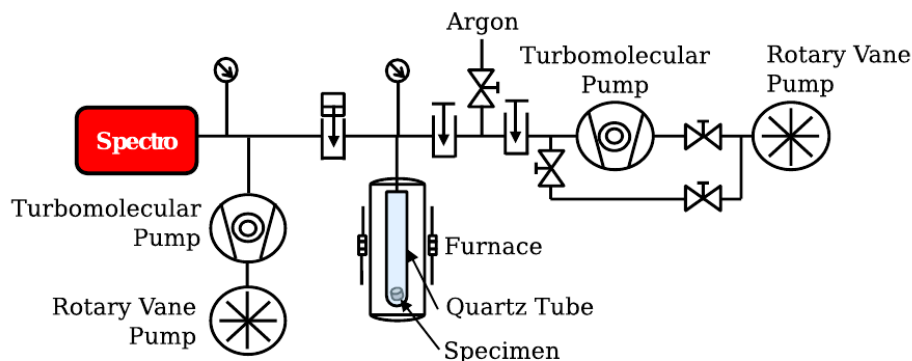 Argon
Turbomolecular
Pump
Rotary Vane
Pump
Spectro
Turbomolecular
Pump
Furnace
Rotary Vane
Pump
Quartz Tube
Specimen